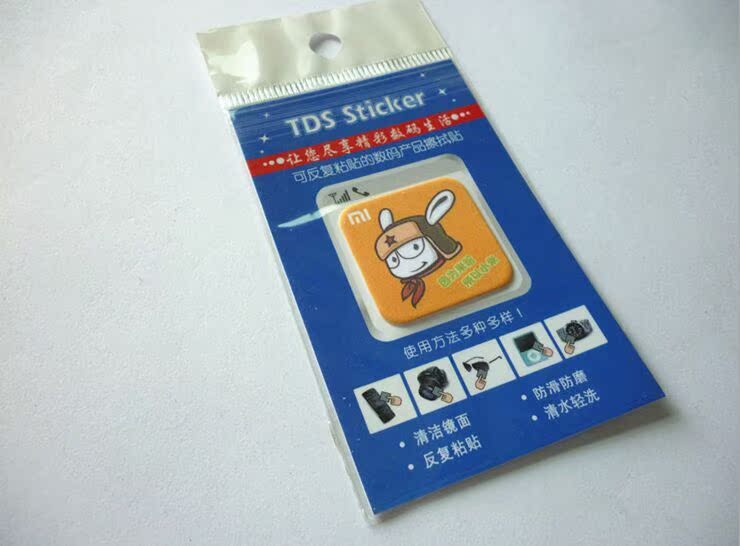 TDS Sticker
•••让您尽享精彩数码生活•••
可反复粘贴的数码产品擦拭贴
mi
使用方法多种多样！
• 清洁镜面
• 反复粘贴
• 防滑防磨
• 清水轻洗